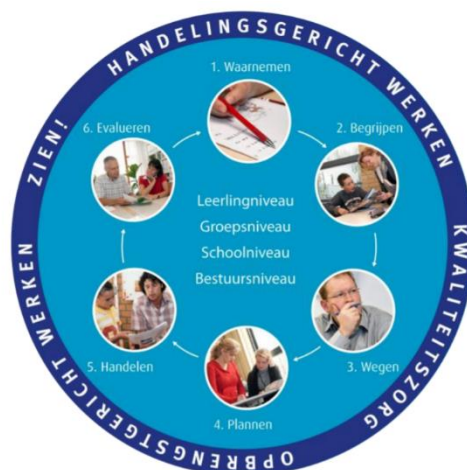 HANDELINGSGERICHT WERKEN
KWALITEITSZORG
OPBRENGSTGERICHT WERKEN
ZIEN!
1. Waarnemen
2. Begrijpen
3. Wegen
4. Plannen
5. Handelen
6. Evalueren
Leerlingniveau
Groepsniveau
Schoolniveau
Bestuursniveau